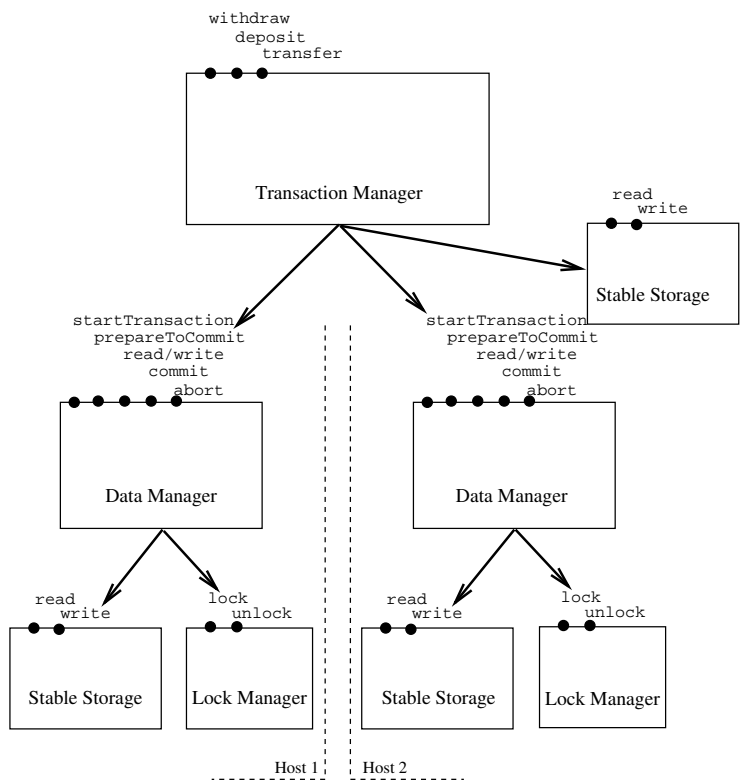 withdraw
deposit
transfer
Transaction Manager
read
write
Stable Storage
startTransaction
prepareToCommit
read/write
commit
abort
Data Manager
startTransaction
prepareToCommit
read/write
commit
abort
Data Manager
read
write
Stable Storage
lock
unlock
Lock Manager
read
write
Stable Storage
lock
unlock
Lock Manager
Host 1
Host 2